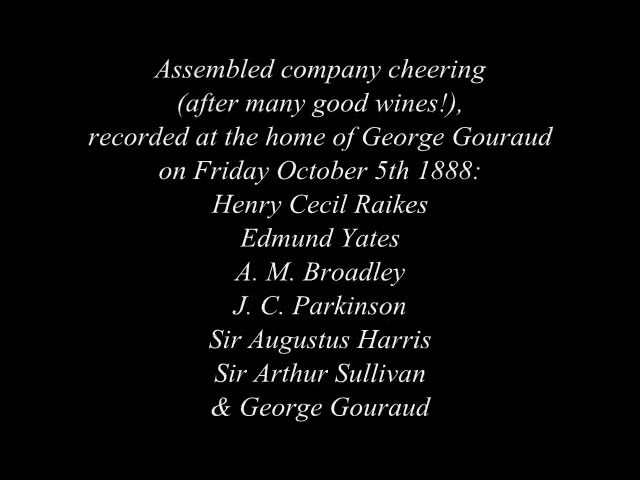 Assembled company cheering
(after many good wines!),
recorded at the home of George Gouraud
on Friday October 5th 1888:
Henry Cecil Raikes
Edmund Yates
A. M. Broadley
J. C. Parkinson
Sir Augustus Harris
Sir Arthur Sullivan
& George Gouraud